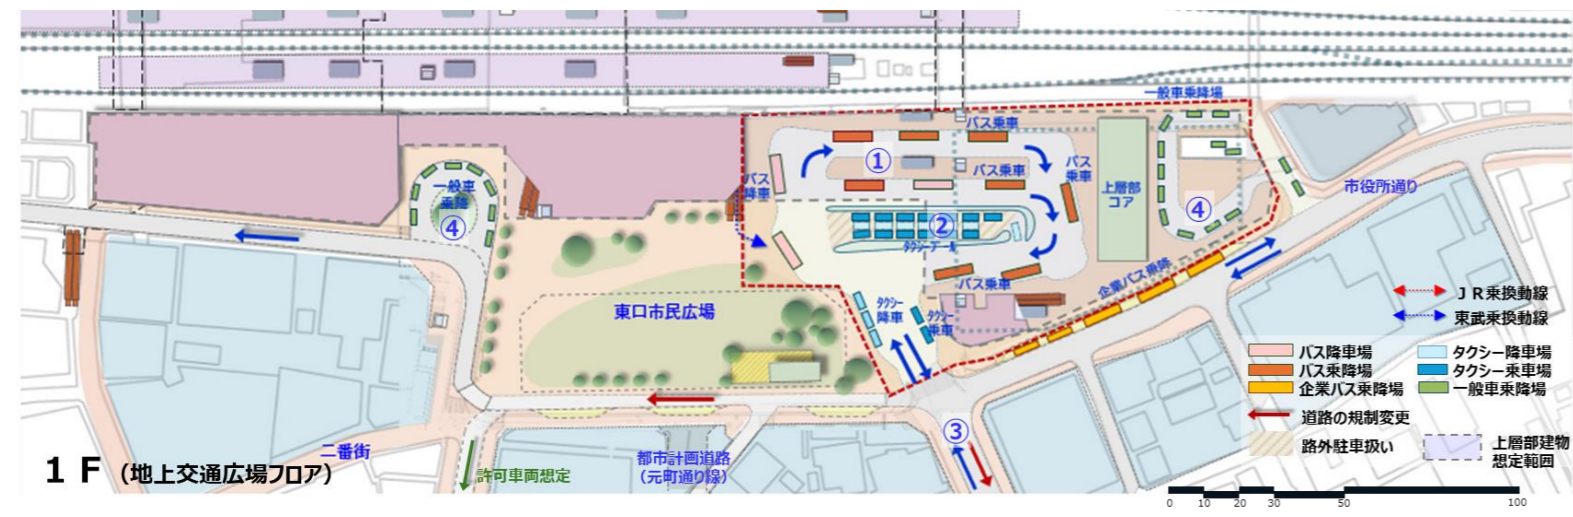 一般車乗降場
バス乗車
①
バス
降車
バス乗車
バス
乗車
上層部
コア
④
市役所通り
一般車
乗降
④
②
タクシープール
バス乗車
企業バス乗降
東口市民広場
タクシー
降車
タクシー
乗車
ＪＲ乗換動線
東武乗換動線
バス降車場
タクシー降車場
バス乗降場
タクシー乗車場
企業バス乗降場
一般車乗降場
道路の規制変更
路外駐車扱い
上層部建物
想定範囲
③
二番街
都市計画道路
（元町通り線）
許可車両想定
１Ｆ（地上交通広場フロア）
0 10 20 30 50 100